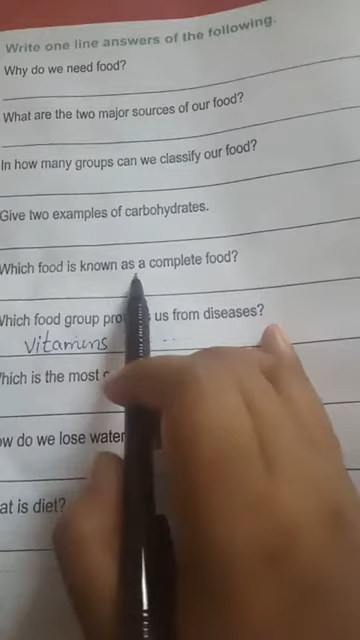 Write one line answers of the following.
Why do we need food?
What are the two major sources of our food?
In how many groups can we classify our food?
Give two examples of carbohydrates.
Which food is known as a complete food?
Which food group us from diseases?
Vitamins
Which is the most
How do we lose water
What is diet?